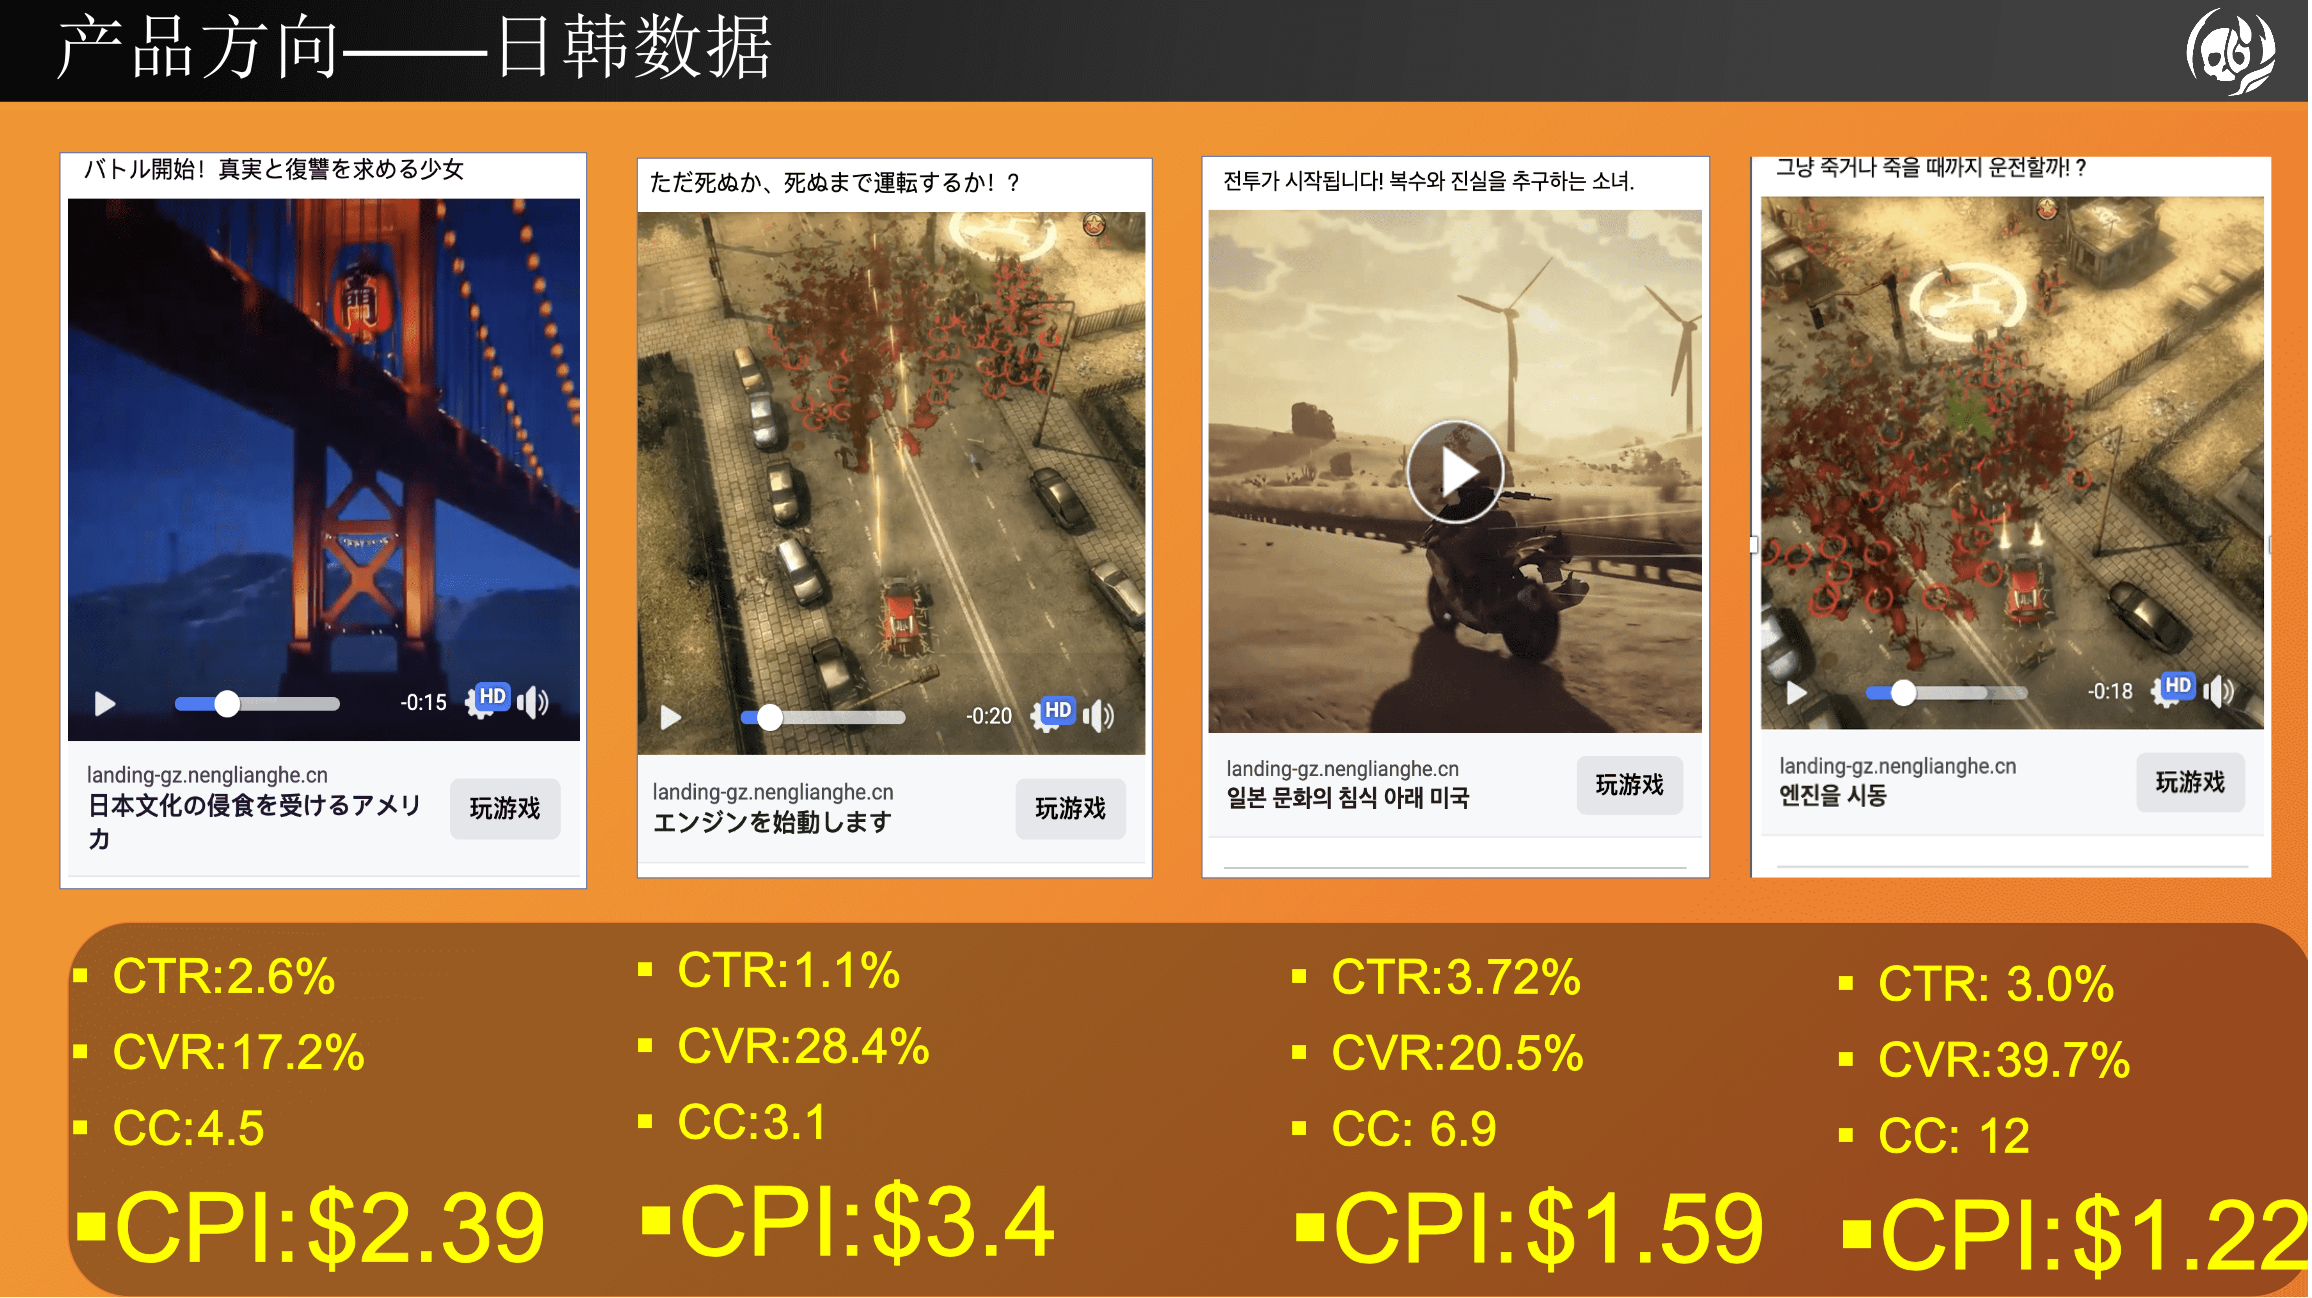 产品方向——日韩数据
バトル開始！真実と復讐を求める少女
雨
-0:15
HD
landing-gz.nenglianghe.cn
日本文化の侵食を受けるアメリ
カ
玩游戏
ただ死ぬか、死ぬまで運転するか！？
-0:20
HD
landing-gz.nenglianghe.cn
エンジンを始動します
玩游戏
전투가 시작됩니다! 복수와 진실을 추구하는 소녀.
landing-gz.nenglianghe.cn
일본 문화의 침식 아래 미국
玩游戏
그냥 죽거나 죽을 때까지 운전할까! ?
-0:18
HD
landing-gz.nenglianghe.cn
엔진을 시동
玩游戏
CTR:2.6%
CVR:17.2%
CC:4.5
CPI:$2.39
CTR:1.1%
CVR:28.4%
CC:3.1
CPI:$3.4
CTR:3.72%
CVR:20.5%
CC: 6.9
CPI:$1.59
CTR: 3.0%
CVR:39.7%
CC: 12
CPI:$1.22